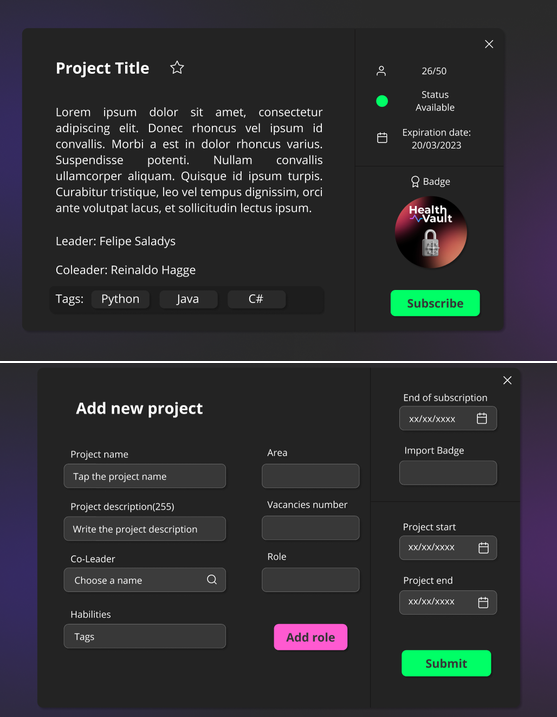 Project Title
Lorem ipsum dolor sit amet, consectetur
adipiscing elit. Donec rhoncus vel ipsum id
convallis. Morbi a est in dolor rhoncus varius.
Suspendisse potenti. Nullam convallis
ullamcorper aliquam. Quisque id ipsum turpis.
Curabitur tristique, leo vel tempus dignissim, orci
ante volutpat lacus, et sollicitudin lectus ipsum.
Leader: Felipe Saladys
Coleader: Reinaldo Hagge
Tags: Python Java C#
26/50
Status
Available
Expiration date:
20/03/2023
Badge
Health
Vault
Subscribe
Add new project
Project name
Tap the project name
Project description(255)
Write the project description
Co-Leader
Choose a name
Habilities
Tags
Area
Vacancies number
Role
Add role
End of subscription
xx/xx/xxxx
Import Badge
Project start
xx/xx/xxxx
Project end
xx/xx/xxxx
Submit